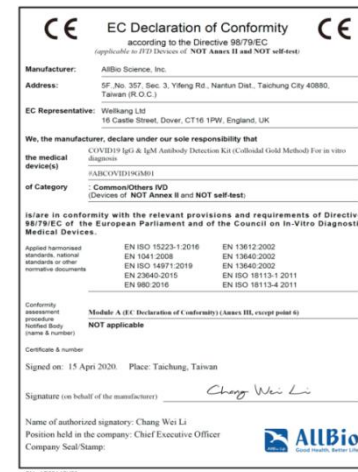 CE EC Declaration of Conformity CE
according to the Directive 98/79/EC
(applicable to IVD Devices of NOT Annex II and NOT self-test)
Manufacturer: AllBio Science, Inc.
Address: 5F.,No. 357, Sec. 3, Yifeng Rd., Nantun Dist., Taichung City 40880,
Taiwan (R.O.C.)
EC Representative: Wellkang Ltd
16 Castle Street, Dover, CT16 1PW, England, UK
We, the manufacturer, declare under our sole responsibility that
the medical device(s) COVID19 IgG & IgM Antibody Detection Kit (Colloidal Gold Method) For in vitro
diagnosis
#ABCOVID19GM01
of Category : Common/Others IVD
(Devices of NOT Annex II and NOT self-test)
is/are in conformity with the relevant provisions and requirements of Directiv
98/79/EC of the European Parliament and of the Council on In-Vitro Diagnosti
Medical Devices.
Applied harmonised
standards, national
standards or other
normative documents
EN ISO 15223-1:2016 EN 13612:2002
EN 1041:2008 EN 13640:2002
EN ISO 14971:2019 EN 13640:2002
EN 23640-2015 EN ISO 18113-1 2011
EN 980:2016 EN ISO 18113-4 2011
Conformity
assessment
procedure Module A (EC Declaration of Conformity) (Annex III, except point 6)
Notified Body NOT applicable
(name & number)
Certificate & number
Signed on: 15 Apri 2020. Place: Taichung, Taiwan
Signature (on behalf of the manufacturer) Chang Wei Li
Name of authorized signatory: Chang Wei Li
Position held in the company: Chief Executive Officer
Company Seal/Stamp: AllBio
Good Health, Better Life